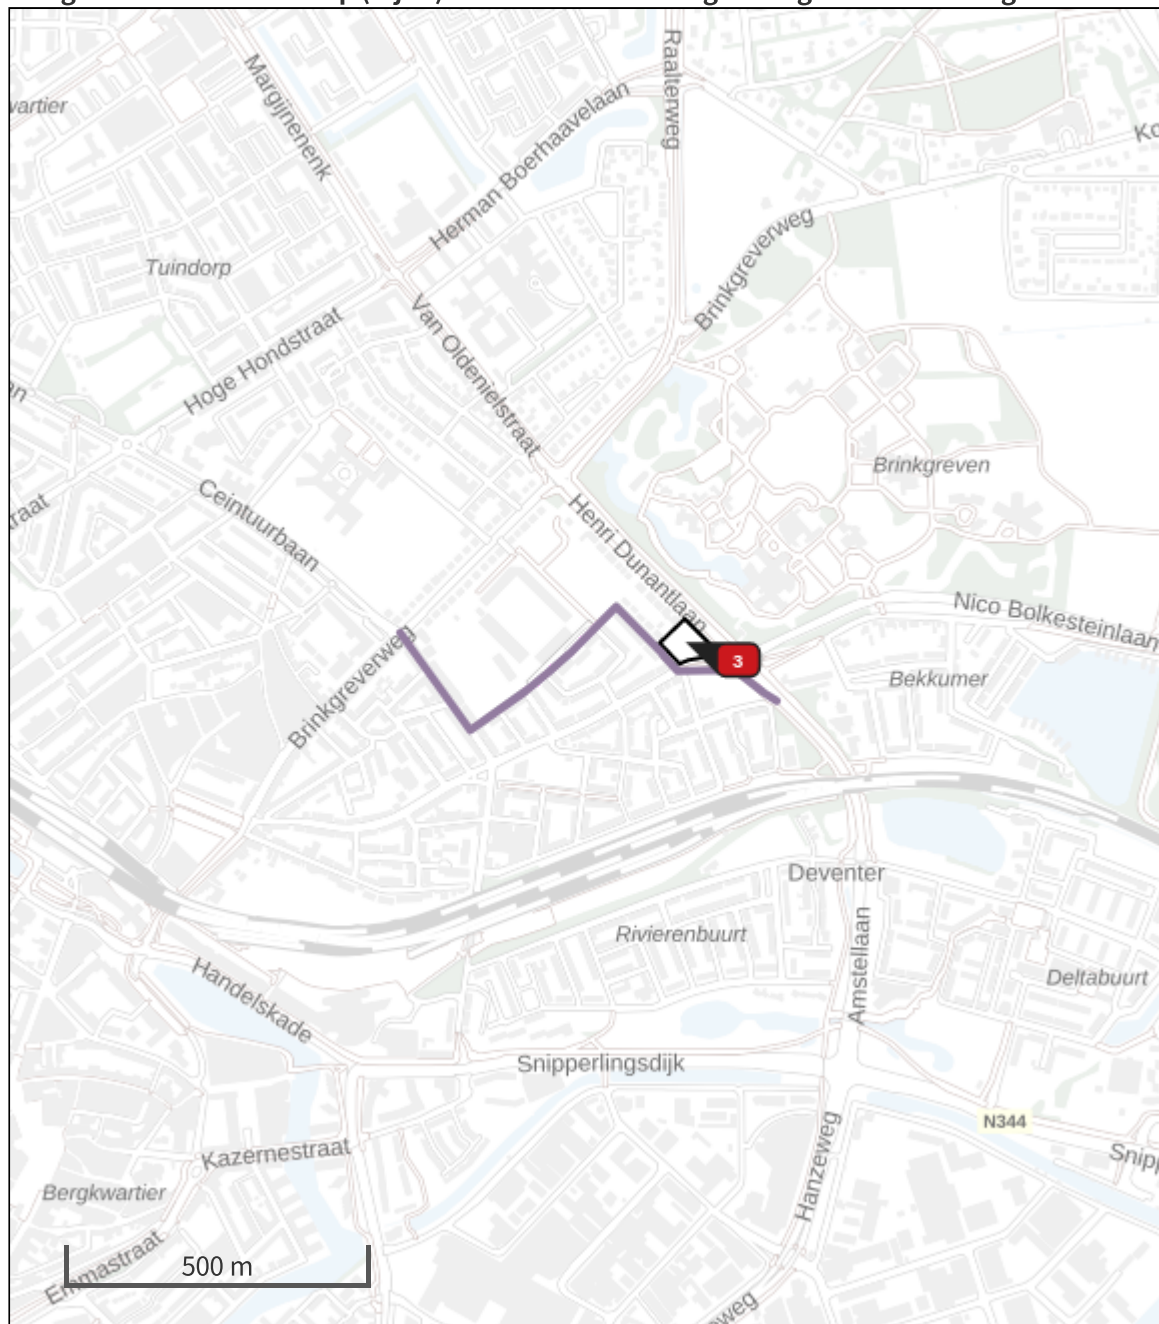 Raalterweg
Margijnenenk
Herman Boerhaavelaan
Tuindorp
Brinkgreverweg
Van Oldenielstraat
Hoge Hondstraat
Brinkgreven
Ceintuurbaan
Henri Dunantlaan
Nico Bolkesteinlaan
Brinkgreverweg
3
Bekkumer
Deventer
Rivierenbuurt
Amstellaan
Deltabuurt
Handelskade
Snipperlingsdijk
N344
Hanzeweg
Kazernestraat
Bergkwartier
Emmastraat
500 m